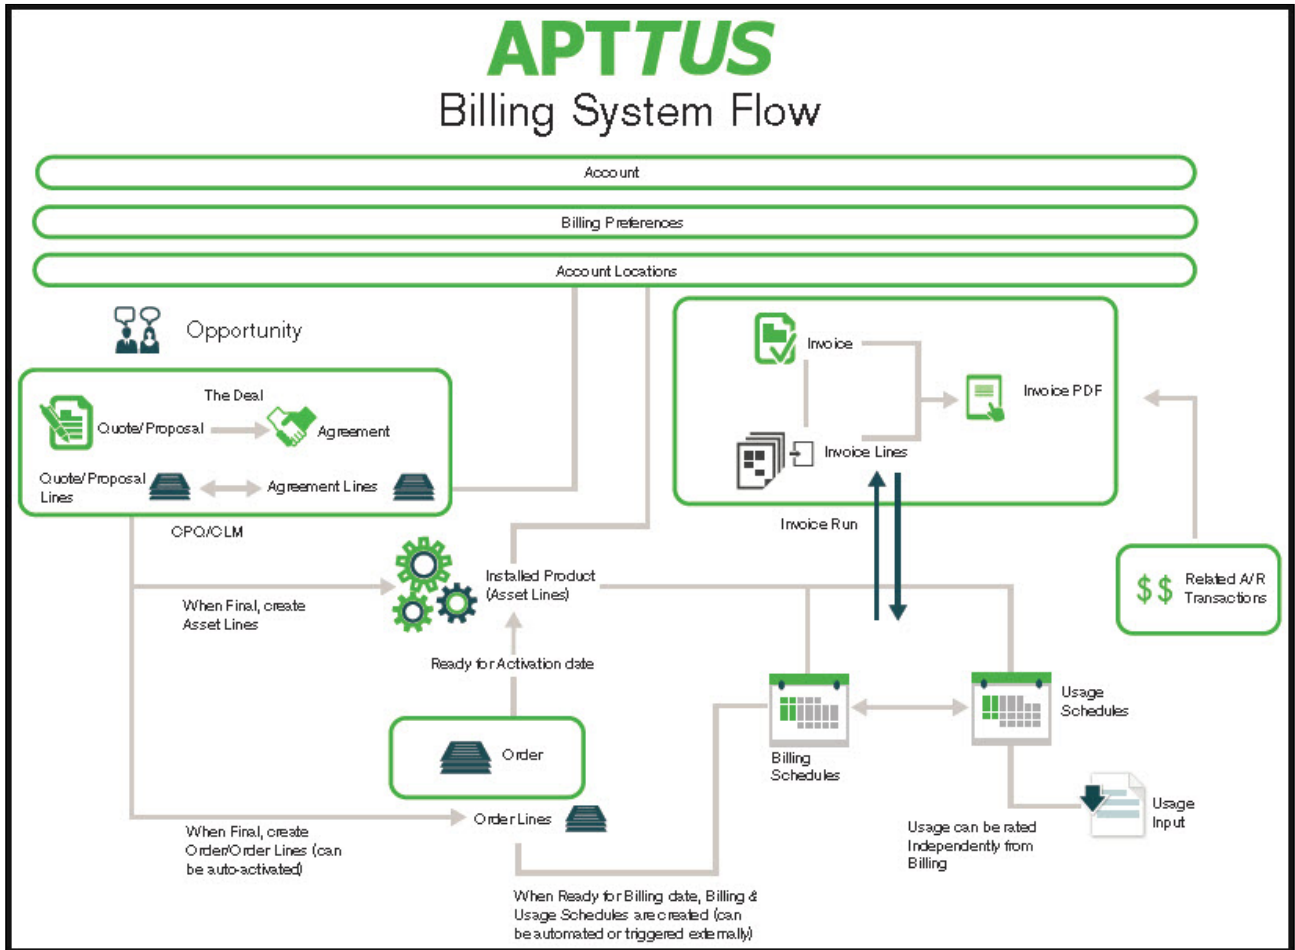 APTTUS
Billing System Flow
Account
Billing Preferences
Account Locations
Opportunity
The Deal
Quote/Proposal
Agreement
Quote/Proposal
Lines
Agreement Lines
CPQ/CLM
Invoice
Invoice PDF
Invoice Lines
Invoice Run
Installed Product
(Asset Lines)
When Final, create
Asset Lines
$$
Related A/R
Transactions
Ready for Activation date
Usage
Schedules
Order
Billing
Schedules
Order Lines
When Final, create
Order/Order Lines (can
be auto-activated)
Usage can be rated
Independently from
Billing
Usage
Input
When Ready for Billing date, Billing &
Usage Schedules are created (can
be automated or triggered externally)